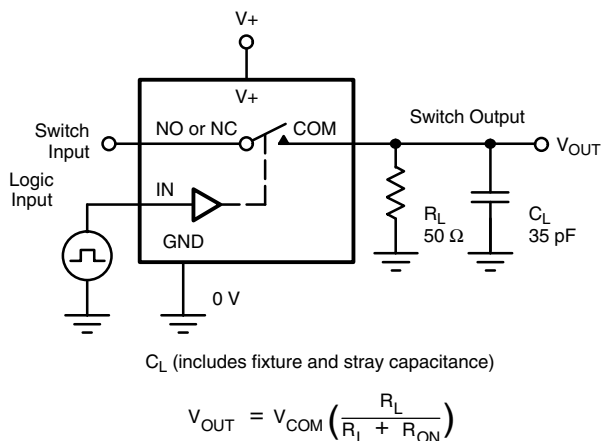 V+
V+
Switch Output
Switch
Input
NO or NC
COM
V_OUT
Logic
Input
IN
R_L
50 Ω
C_L
35 pF
GND
0 V
C_L (includes fixture and stray capacitance)
V_OUT = V_COM ( R_L / R_L + R_ON )